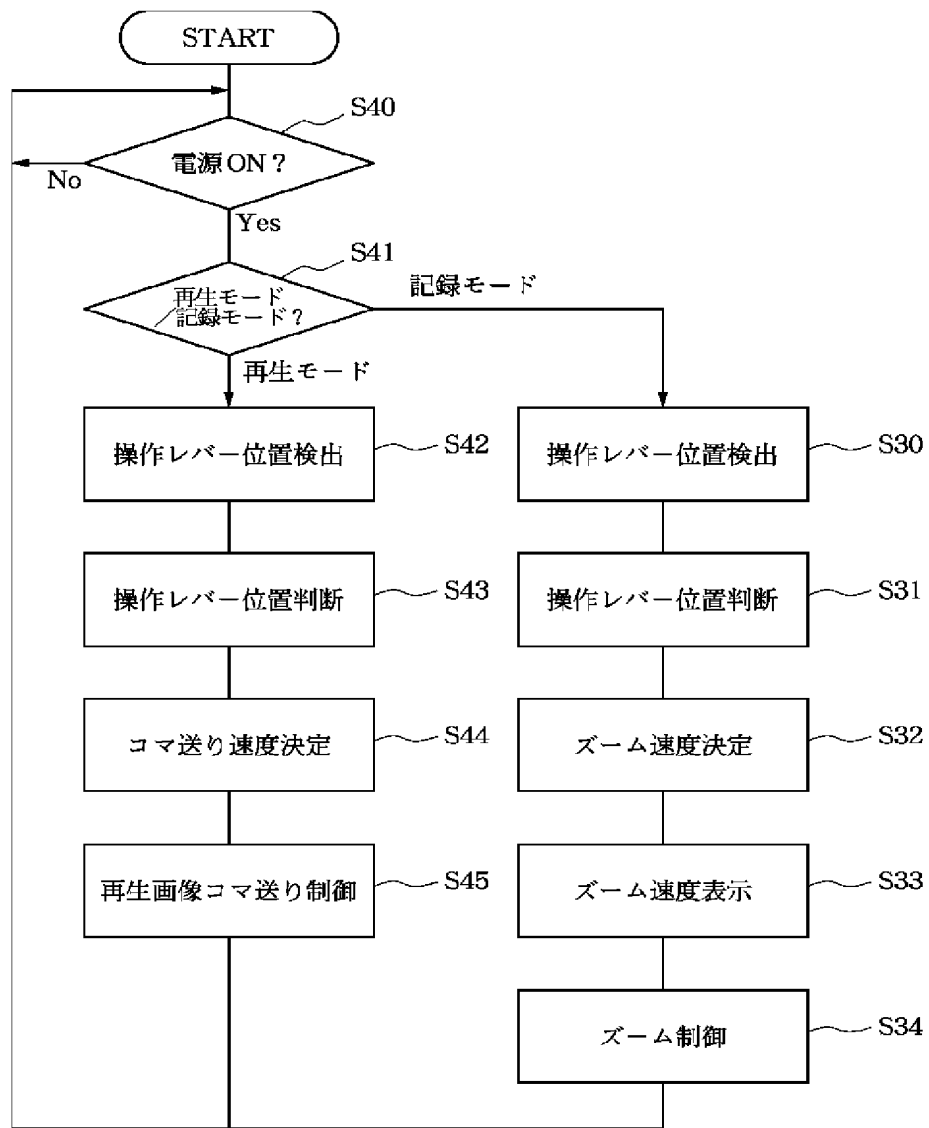 START
S40
電源ON?
No
Yes
S41
記録モード
再生モード
記録モード?
再生モード
操作レバー位置検出
S42
操作レバー位置検出
S30
操作レバー位置判断
S43
操作レバー位置判断
S31
コマ送り速度決定
S44
ズーム速度決定
S32
再生画像コマ送り制御
S45
ズーム速度表示
S33
ズーム制御
S34